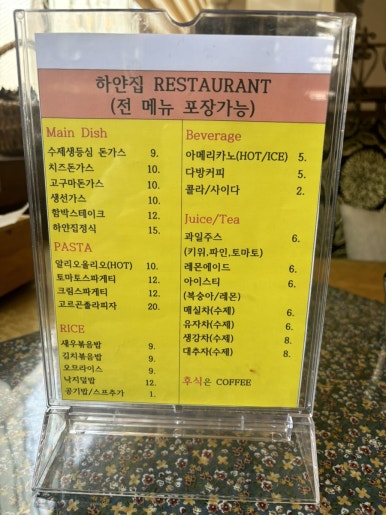 하얀집 RESTAURANT
(전 메뉴 포장가능)
Main Dish
수제생등심 돈가스 9.
치즈돈가스 10.
고구마돈가스 10.
생선가스 10.
함박스테이크 12.
하얀집정식 15.
PASTA
알리오올리오(HOT) 10.
토마토스파게티 12.
크림스파게티 12.
고르곤졸라피자 20.
RICE
새우볶음밥 9.
김치볶음밥 9.
오므라이스 9.
낙지덮밥 12.
공기밥/스프추가 1.
Beverage
아메리카노(HOT/ICE) 5.
다방커피 5.
콜라/사이다 2.
Juice/Tea
과일주스 6.
(키위,파인,토마토)
레몬에이드 6.
아이스티 6.
(복숭아/레몬)
매실차(수제) 6.
유자차(수제) 6.
생강차(수제) 8.
대추차(수제) 8.
후식은 COFFEE